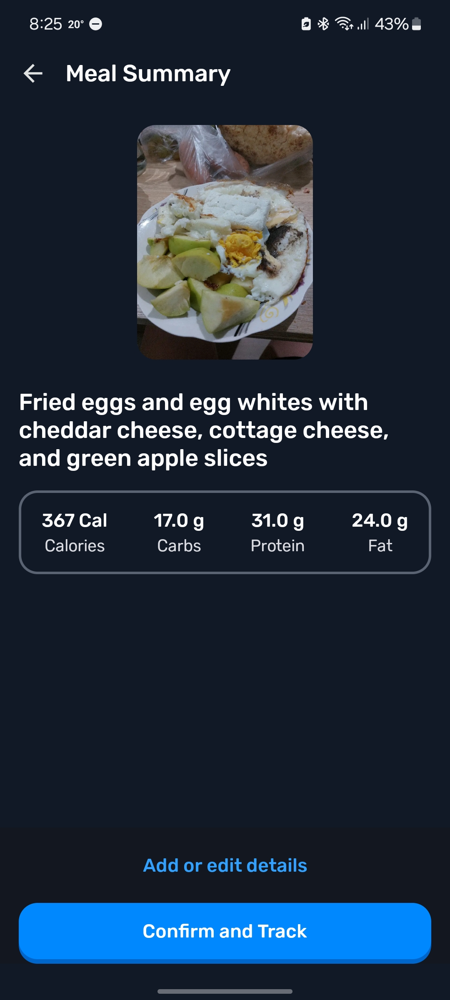 8:25 20°
43%
Meal Summary
Fried eggs and egg whites with
cheddar cheese, cottage cheese,
and green apple slices
367 Cal 17.0 g 31.0 g 24.0 g
Calories Carbs Protein Fat
Add or edit details
Confirm and Track